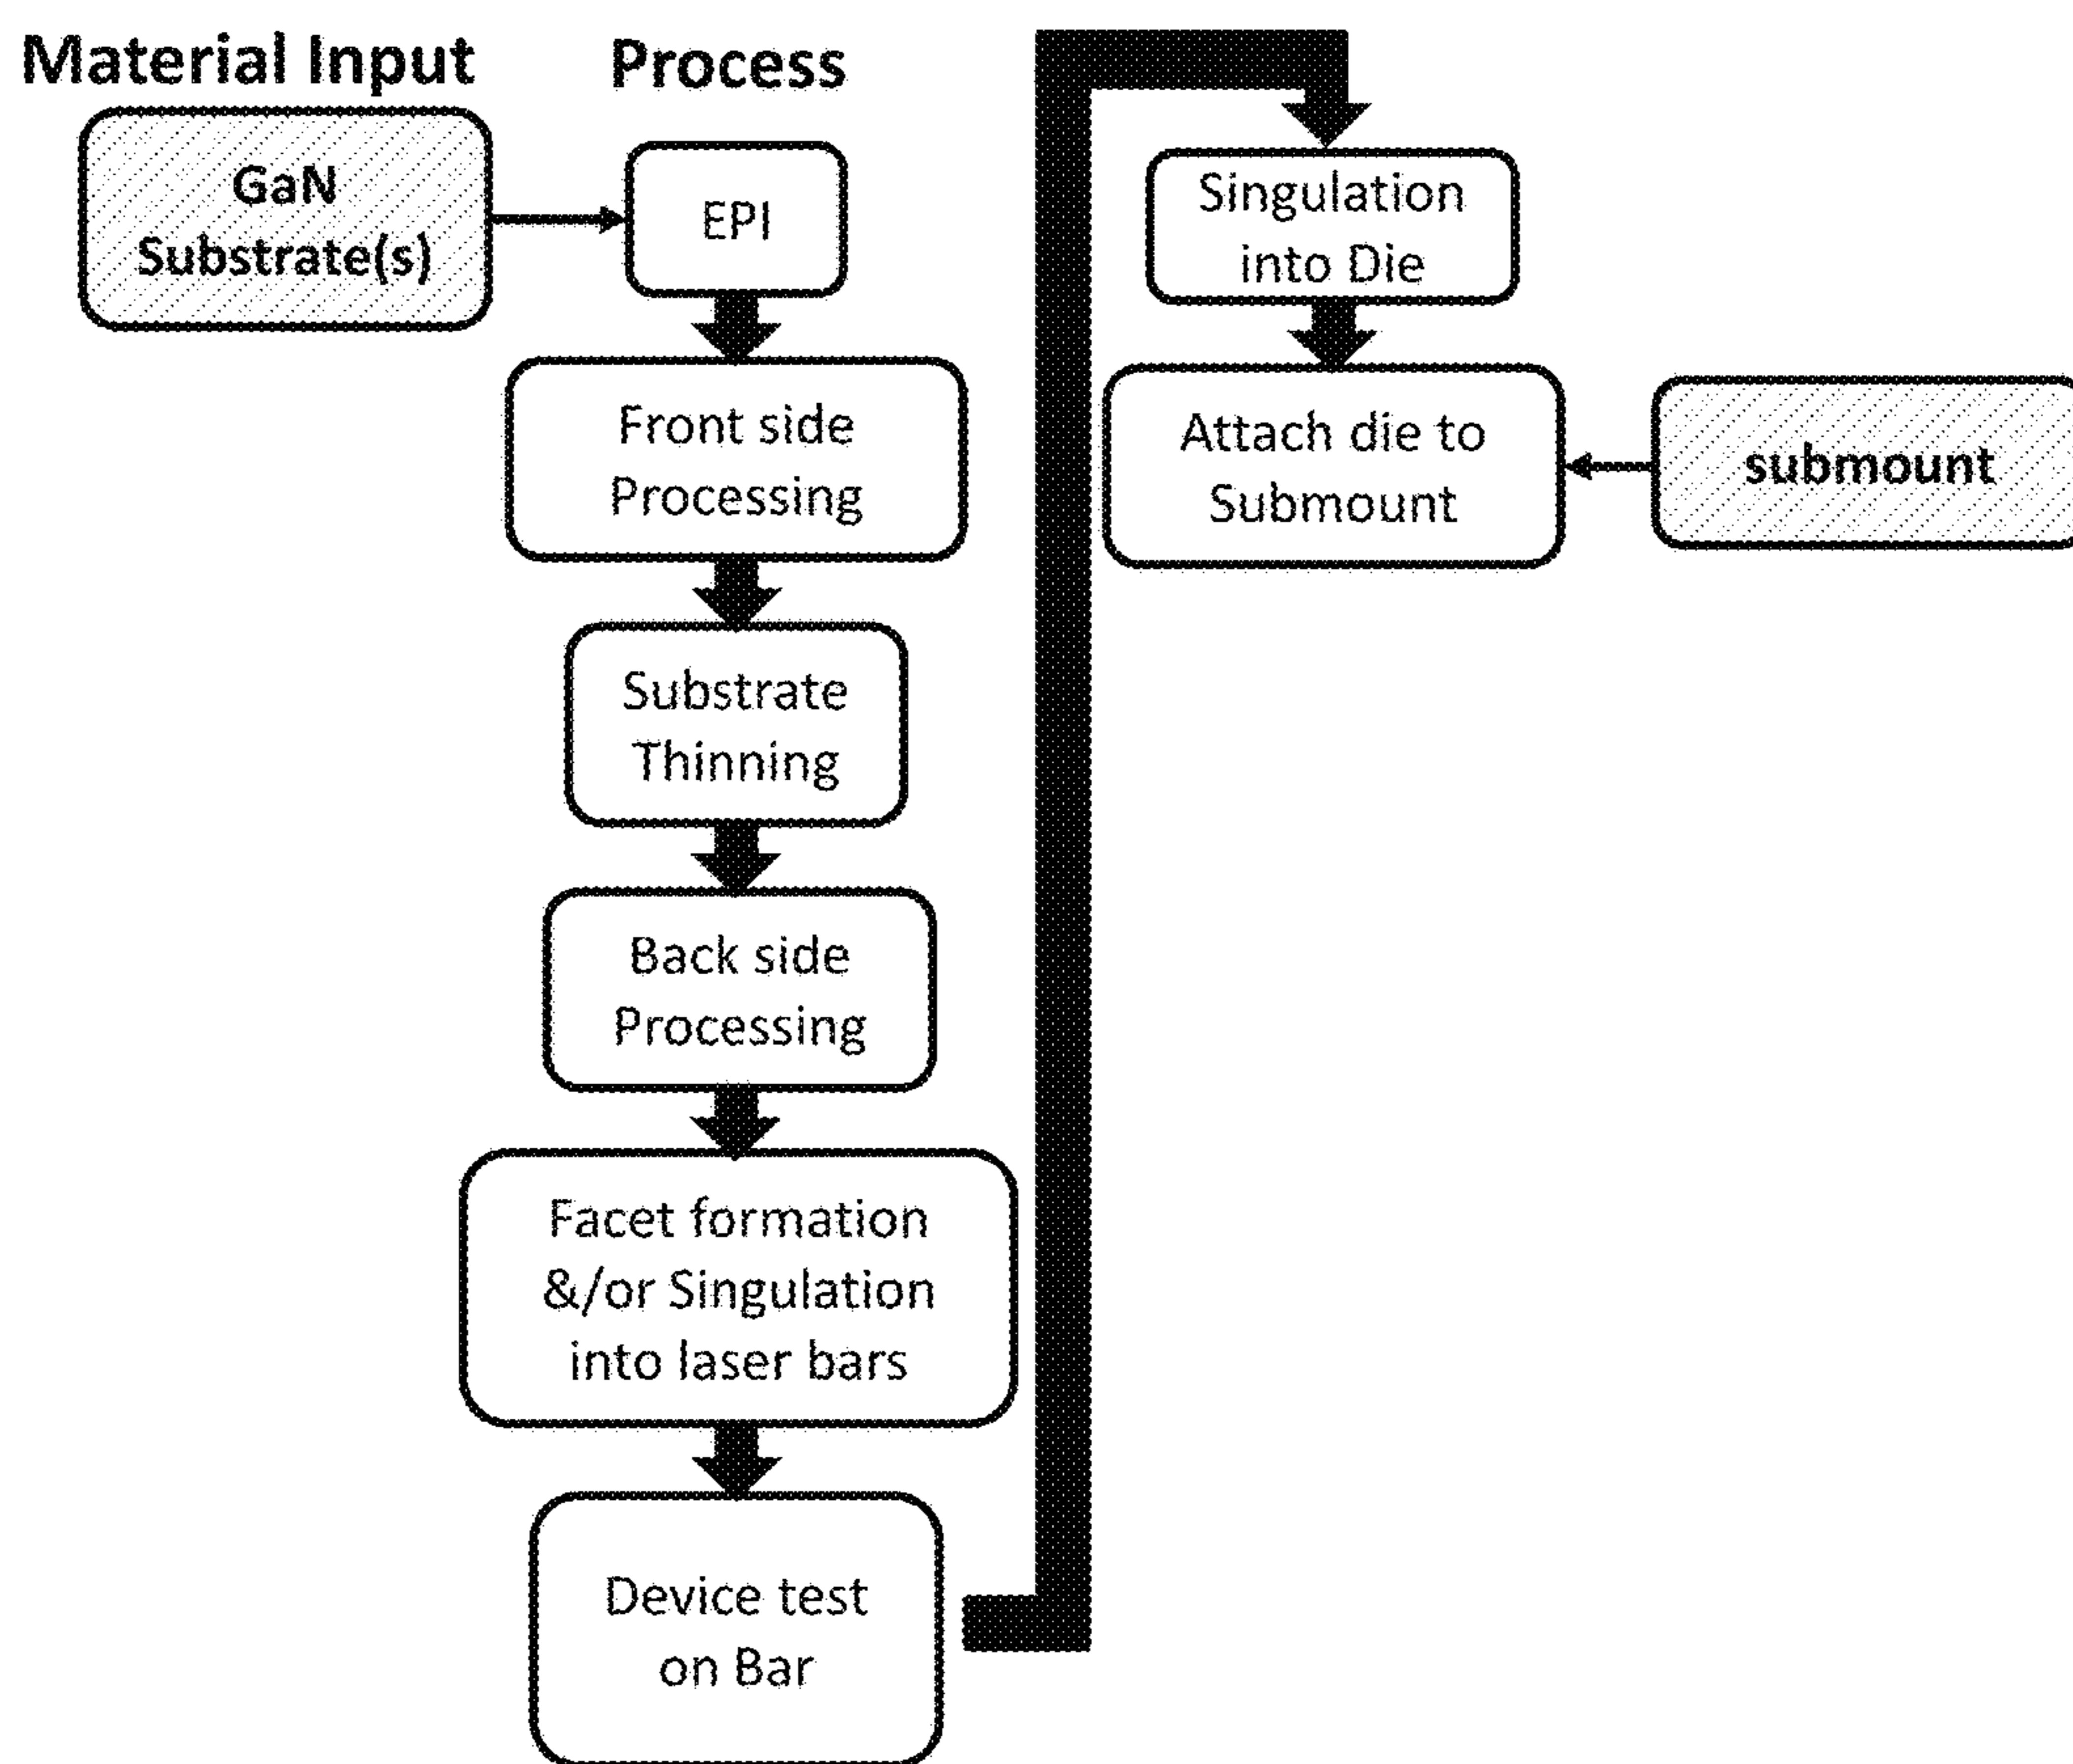 Material Input
Process
GaN
Substrate(s)
EPI
Front side
Processing
Substrate
Thinning
Back side
Processing
Facet formation
&/or Singulation
into laser bars
Device test
on Bar
Singulation
into Die
Attach die to
Submount
submount